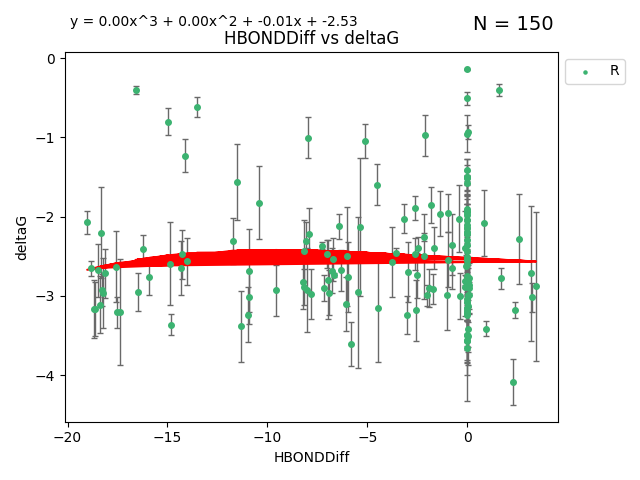 y = 0.00x^3 + 0.00x^2 + -0.01x + -2.53
N = 150
HBONDDiff vs deltaG
R
0
−1
−2
−3
−4
deltaG
−20
−15
−10
−5
0
HBONDDiff